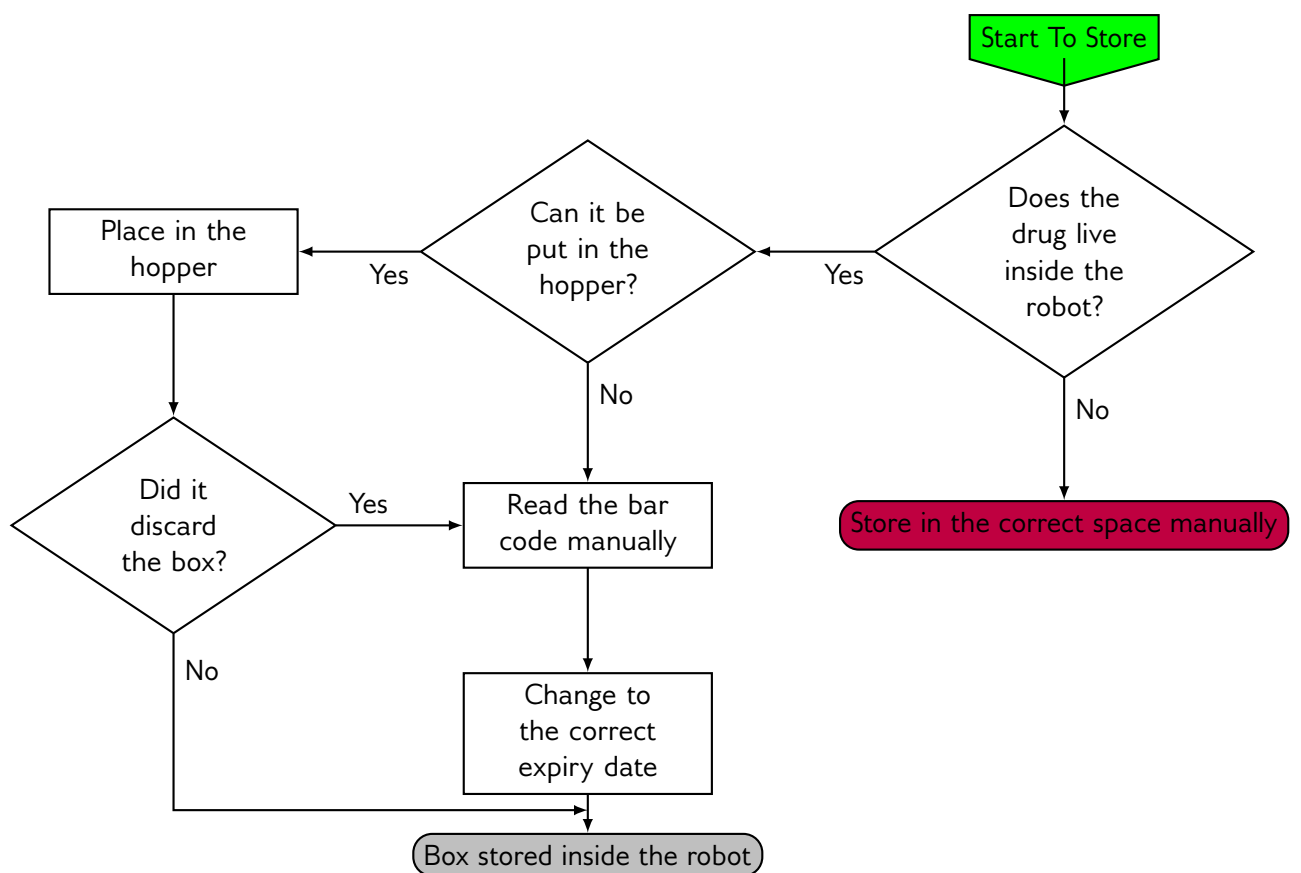 Start To Store
Does the
drug live
inside the
robot?
Yes
No
Can it be
put in the
hopper?
Yes
No
Place in the
hopper
Did it
discard
the box?
Yes
No
Read the bar
code manually
Store in the correct space manually
Change to
the correct
expiry date
Box stored inside the robot